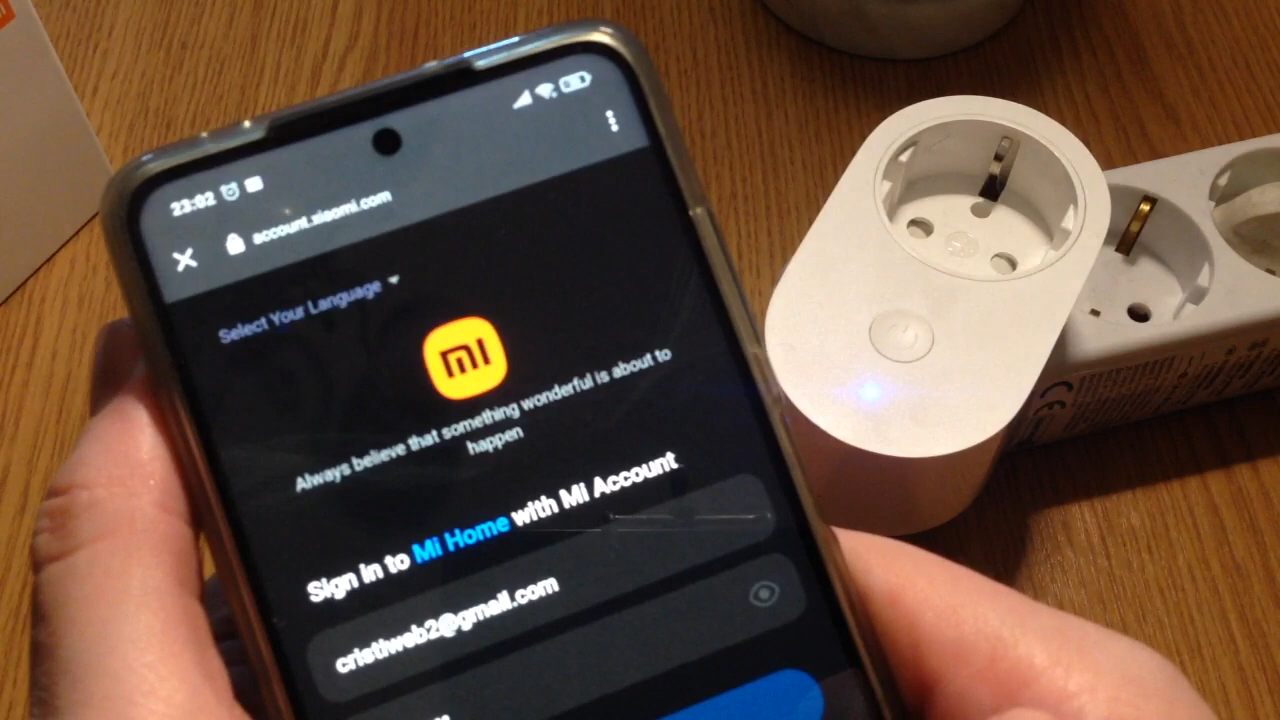 23:02
account.xiaomi.com
Select Your Language
mi
Always believe that something wonderful is about to
happen
Sign in to Mi Home with Mi Account
cristiweb2@gmail.com
CE